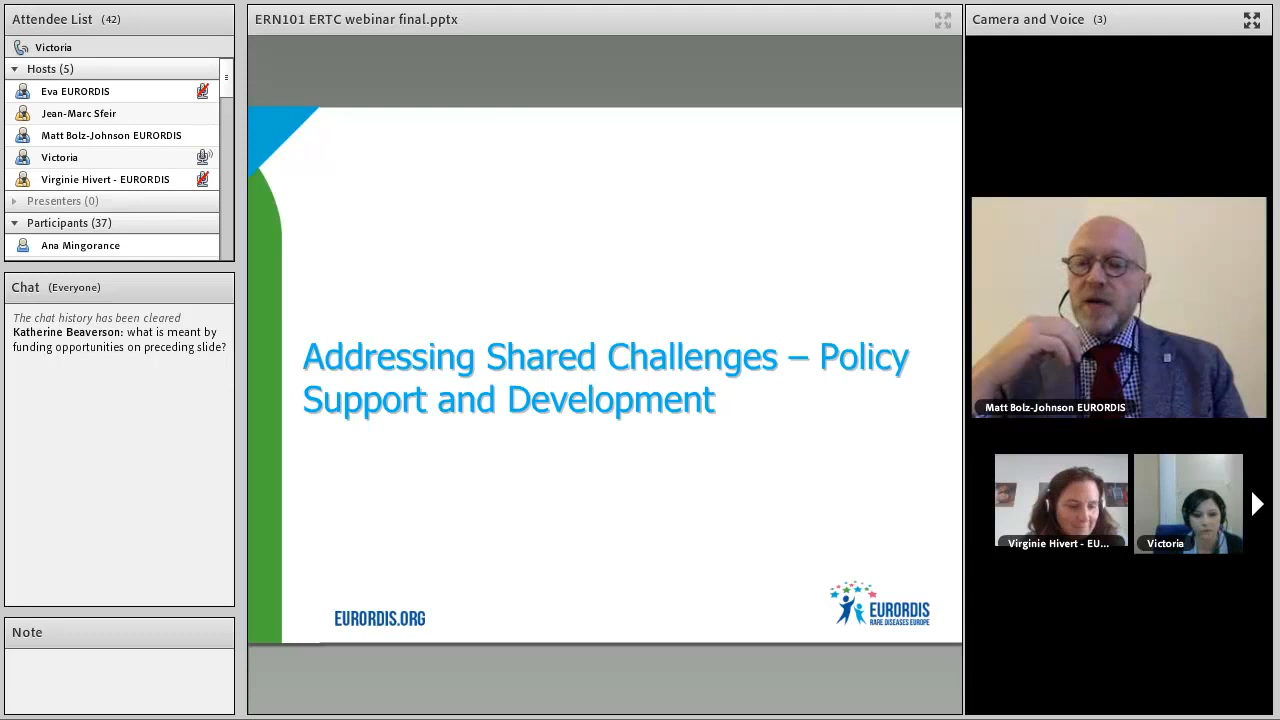 Attendee List (42)
Victoria
Hosts (5)
Eva EURORDIS
Jean-Marc Sfeir
Matt Bolz-Johnson EURORDIS
Victoria
Virginie Hivert - EURORDIS
Presenters (0)
Participants (37)
Ana Mingorance
Chat (Everyone)
The chat history has been cleared
Katherine Beaverson: what is meant by
funding opportunities on preceding slide?
Note
ERN101 ERTC webinar final.pptx
Addressing Shared Challenges – Policy
Support and Development
EURORDIS.ORG
EURORDIS
RARE DISEASES EUROPE
Camera and Voice (3)
Matt Bolz-Johnson EURORDIS
Virginie Hivert - EU...
Victoria